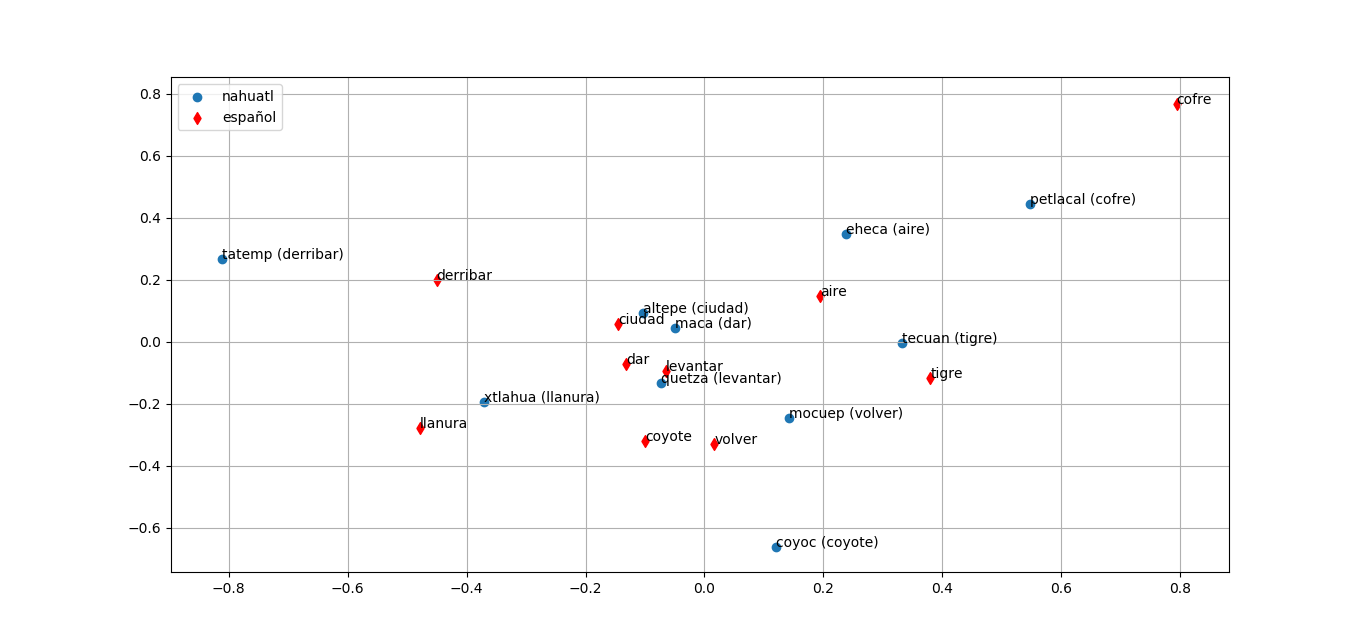 nahuatl
español
cofre
petlacal (cofre)
eheca (aire)
tatemp (derribar)
derribar
aire
altepe (ciudad)
ciudad
maca (dar)
tecuan (tigre)
dar
levantar
quetza (levantar)
tigre
xtlahua (llanura)
llanura
mocuep (volver)
coyote
volver
coyoc (coyote)
0.8
0.6
0.4
0.2
0.0
−0.2
−0.4
−0.6
−0.8
−0.6
−0.4
−0.2
0.0
0.2
0.4
0.6
0.8